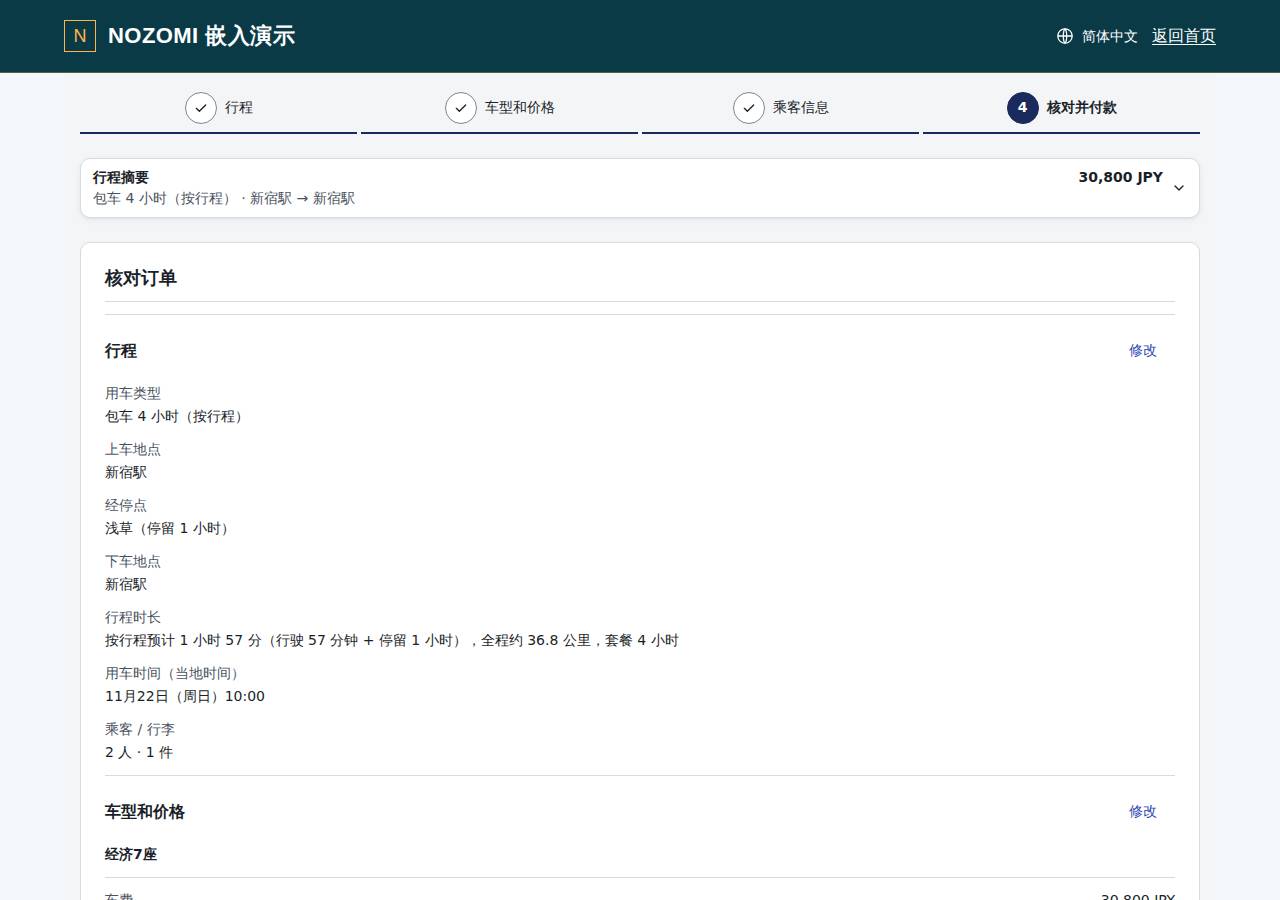 N NOZOMI 嵌入演示
简体中文 返回首页
行程
车型和价格
乘客信息
4 核对并付款
行程摘要
30,800 JPY
包车 4 小时（按行程） · 新宿駅 → 新宿駅
核对订单
行程
修改
用车类型
包车 4 小时（按行程）
上车地点
新宿駅
经停点
浅草（停留 1 小时）
下车地点
新宿駅
行程时长
按行程预计 1 小时 57 分（行驶 57 分钟 + 停留 1 小时），全程约 36.8 公里，套餐 4 小时
用车时间（当地时间）
11月22日（周日）10:00
乘客 / 行李
2 人 · 1 件
车型和价格
修改
经济7座
车费
30,800 JPY